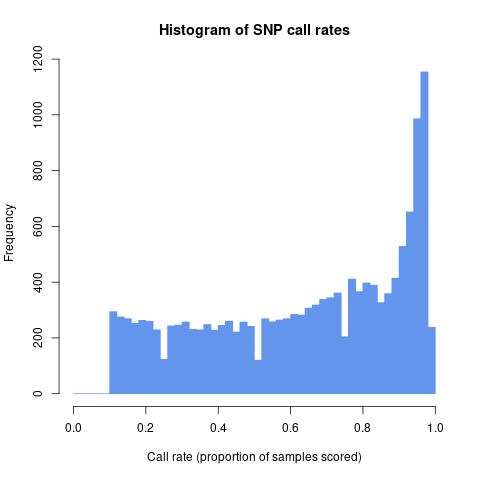 Histogram of SNP call rates
Frequency
1200
1000
800
600
400
200
0
0.0 0.2 0.4 0.6 0.8 1.0
Call rate (proportion of samples scored)